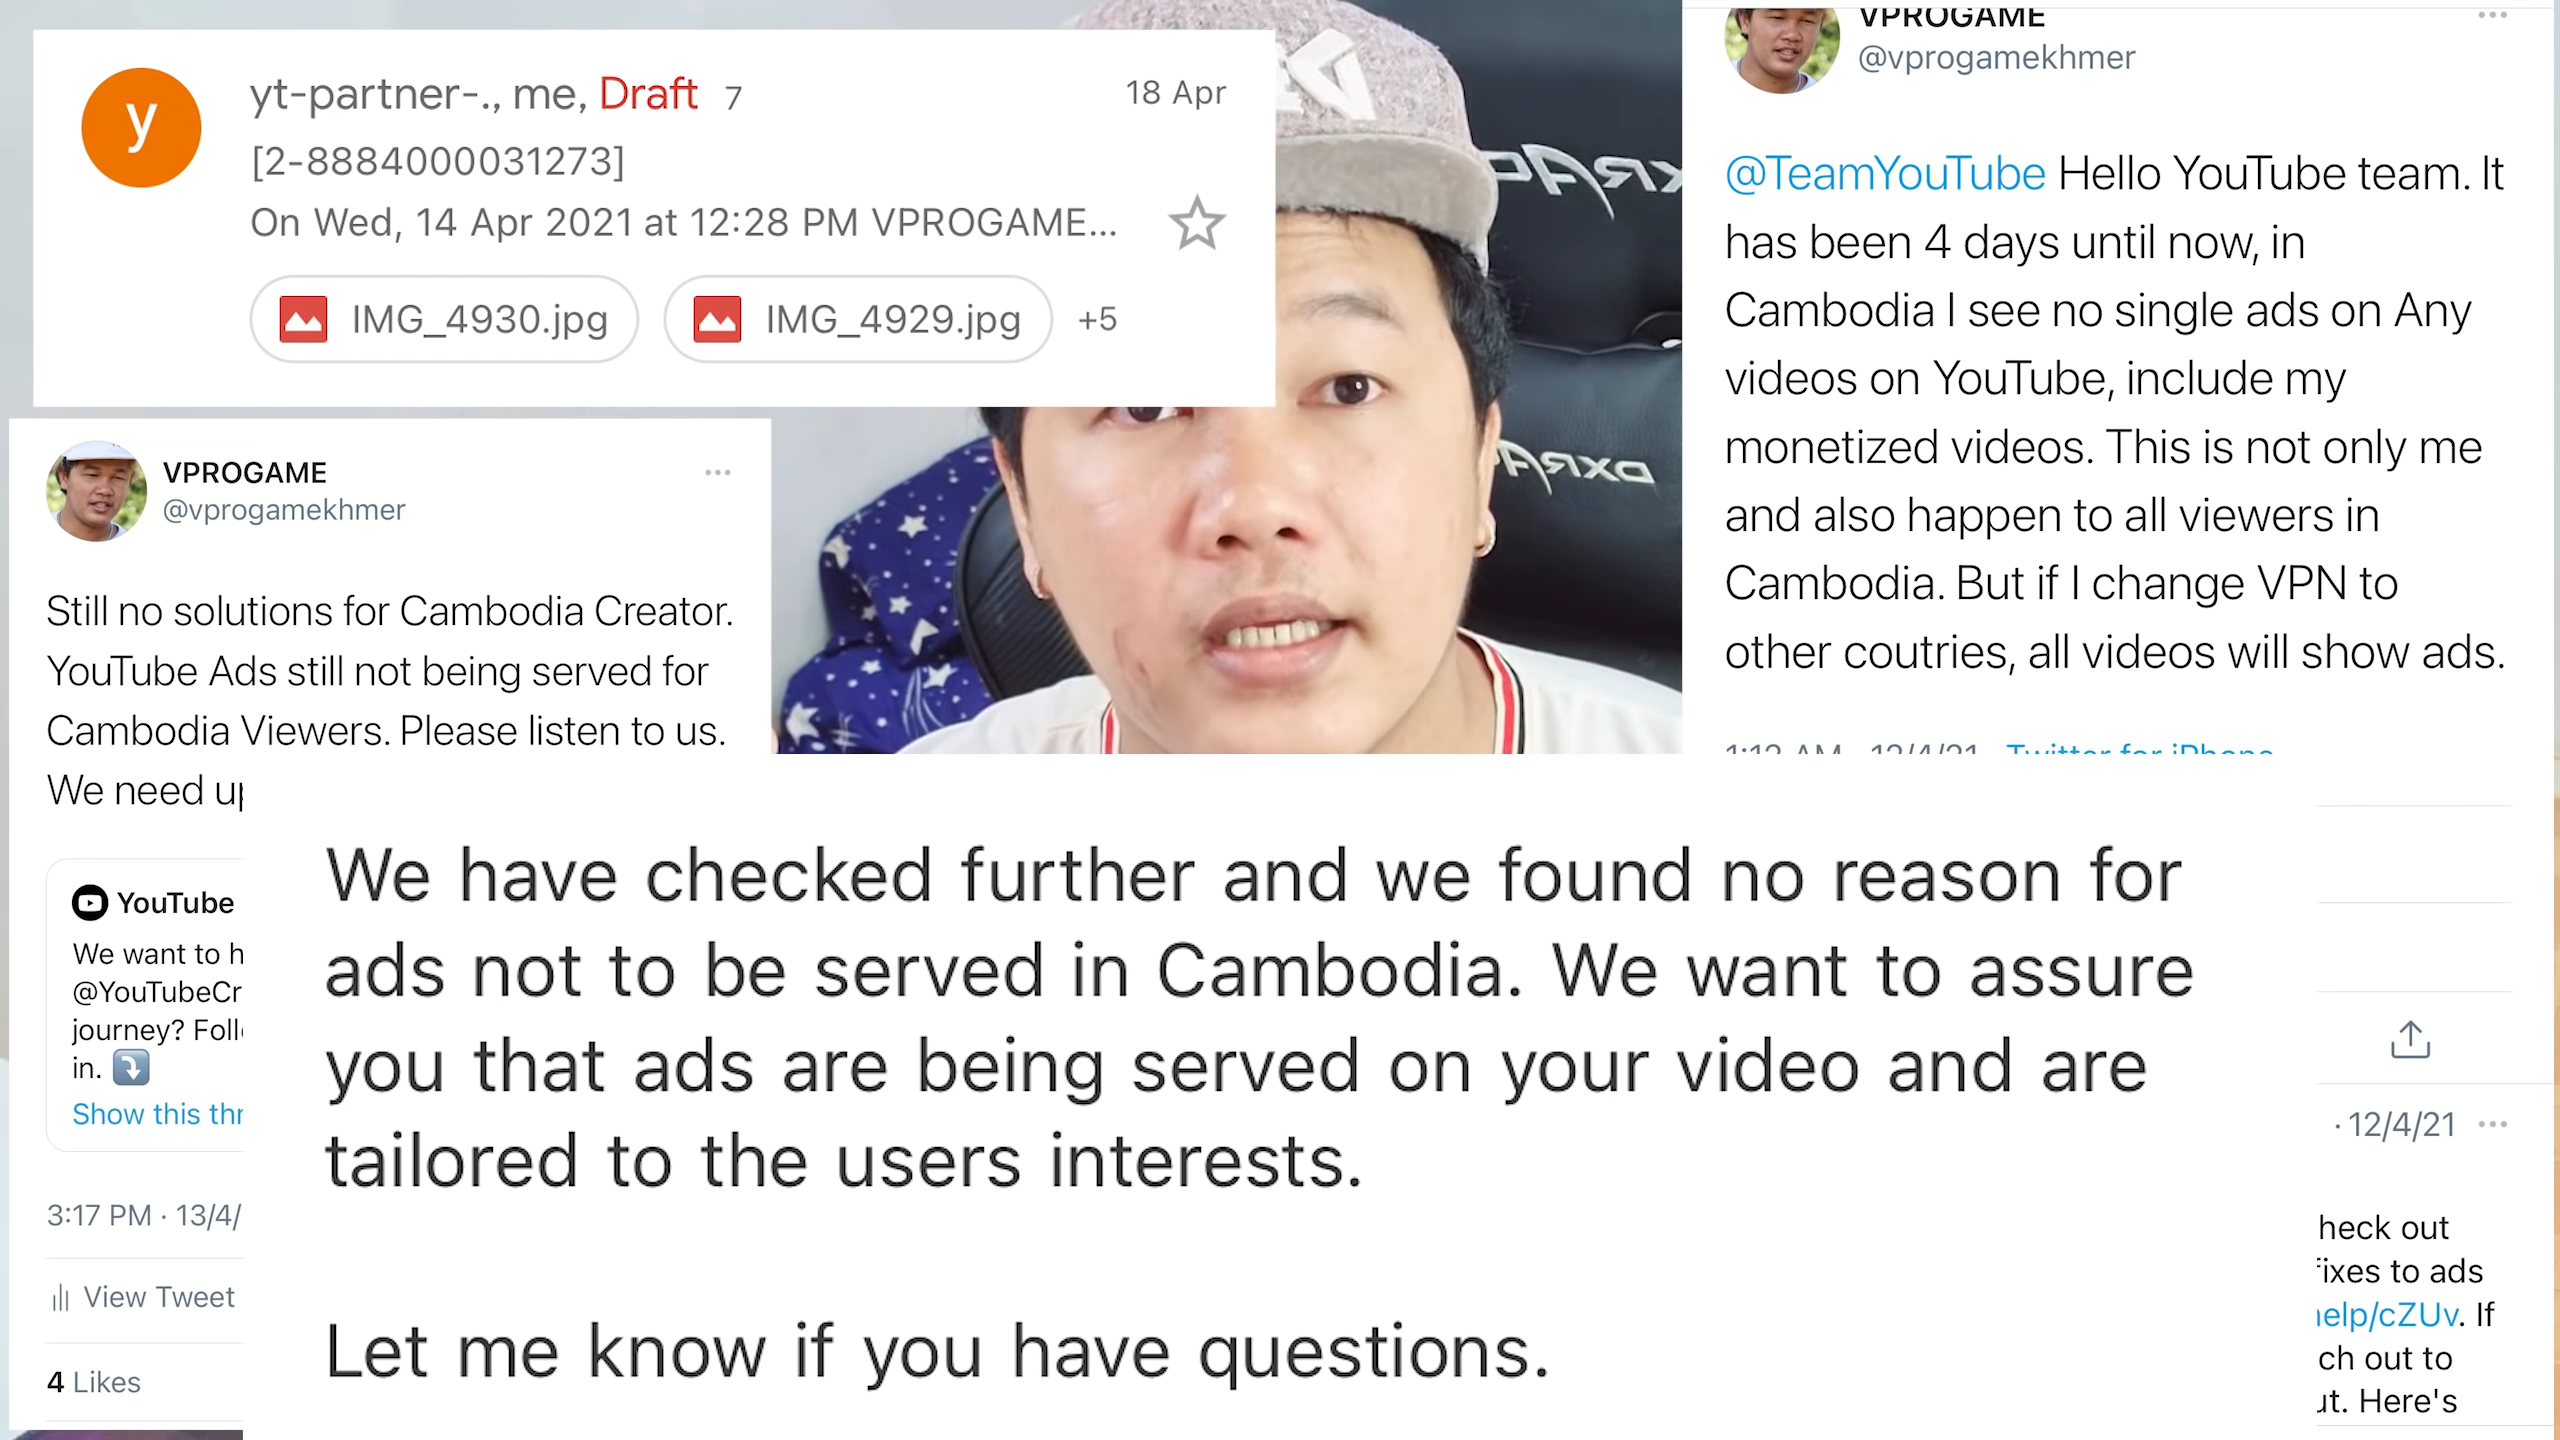 y
yt-partner-., me, Draft 7
18 Apr
[2-8884000031273]
On Wed, 14 Apr 2021 at 12:28 PM VPROGAME...
IMG_4930.jpg
IMG_4929.jpg
+5
VPROGAME
@vprogamekhmer
Still no solutions for Cambodia Creator.
YouTube Ads still not being served for
Cambodia Viewers. Please listen to us.
We need
YouTube
We want to h
@YouTubeCr
journey? Foll
in.
Show this thr
3:17 PM · 13/4/
View Tweet
4 Likes
VPROGAME
@vprogamekhmer
@TeamYouTube Hello YouTube team. It
has been 4 days until now, in
Cambodia I see no single ads on Any
videos on YouTube, include my
monetized videos. This is not only me
and also happen to all viewers in
Cambodia. But if I change VPN to
other coutries, all videos will show ads.
1:12 AM · 12/4/21 · Twitter for iPhone
· 12/4/21
heck out
ixes to ads
elp/cZUv. If
ch out to
ut. Here's
We have checked further and we found no reason for
ads not to be served in Cambodia. We want to assure
you that ads are being served on your video and are
tailored to the users interests.
Let me know if you have questions.
DXRA